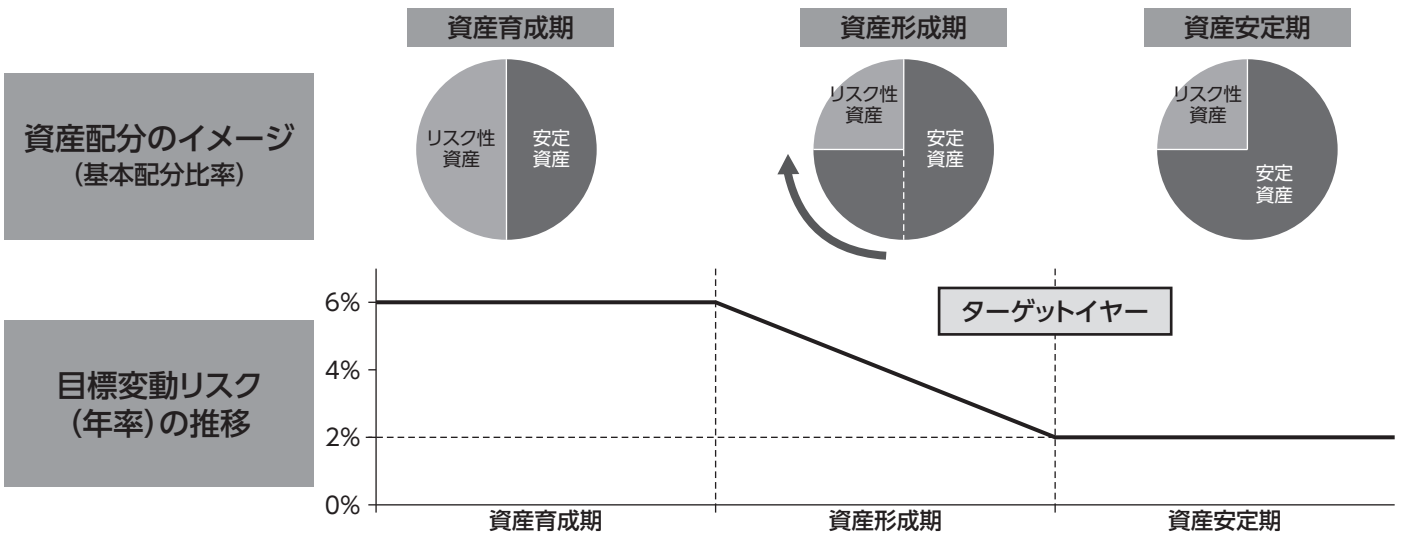 資産育成期
資産形成期
資産安定期
資産配分のイメージ
(基本配分比率)
リスク性
資産
安定
資産
リスク性
資産
安定
資産
リスク性
資産
安定
資産
目標変動リスク
(年率)の推移
6%
4%
2%
0%
ターゲットイヤー
資産育成期
資産形成期
資産安定期